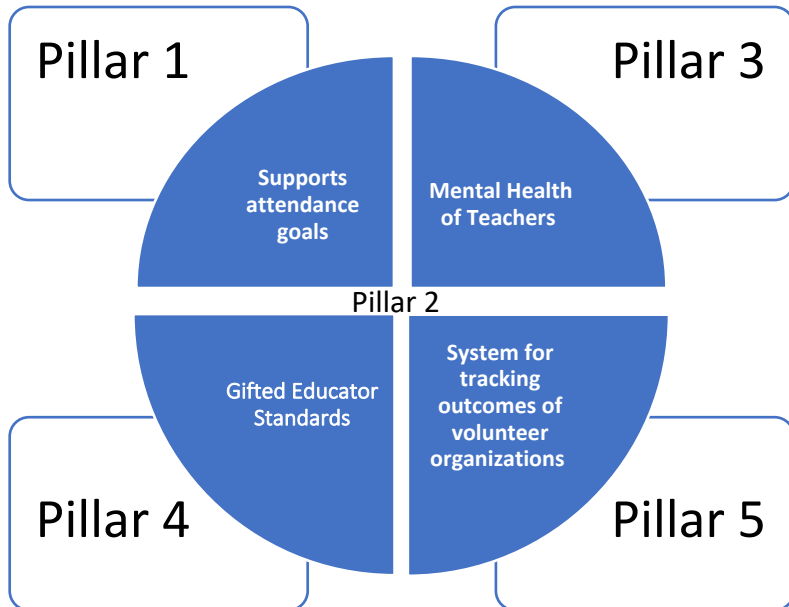 Pillar 1
Pillar 3
Supports
attendance
goals
Mental Health
of Teachers
Pillar 2
Gifted Educator
Standards
System for
tracking
outcomes of
volunteer
organizations
Pillar 4
Pillar 5